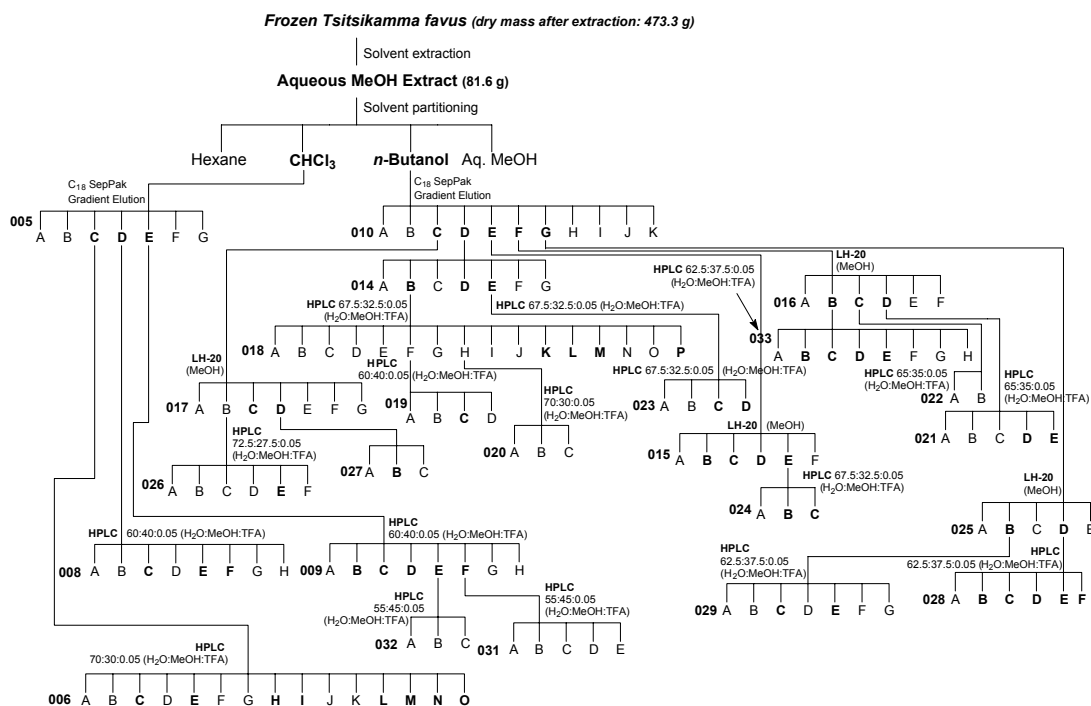 Frozen Tsitsikamma favus (dry mass after extraction: 473.3 g)
Solvent extraction
Aqueous MeOH Extract (81.6 g)
Solvent partitioning
Hexane CHCl₃ n-Butanol Aq. MeOH
C₁₈ SepPak
Gradient Elution
005 A B C D E F G
C₁₈ SepPak
Gradient Elution
010 A B C D E F G H I J K
014 A B C D E F G
HPLC 62.5:37.5:0.05
(H₂O:MeOH:TFA)
LH-20
(MeOH)
016 A B C D E F
HPLC 67.5:32.5:0.05
(H₂O:MeOH:TFA)
HPLC 67.5:32.5:0.05 (H₂O:MeOH:TFA)
018 A B C D E F G H I J K L M N O P
033
A B C D E F G H
LH-20
(MeOH)
017 A B C D E F G
HPLC
60:40:0.05 (H₂O:MeOH:TFA)
019 A B C D
HPLC
70:30:0.05
(H₂O:MeOH:TFA)
020 A B C
HPLC 67.5:32.5:0.05 (H₂O:MeOH:TFA)
023 A B C D
HPLC 65:35:0.05
(H₂O:MeOH:TFA)
022 A B
HPLC
65:35:0.05
(H₂O:MeOH:TFA)
021 A B C D E
HPLC
72.5:27.5:0.05
(H₂O:MeOH:TFA)
026 A B C D E F
027 A B C
LH-20 (MeOH)
015 A B C D E F
HPLC 67.5:32.5:0.05
(H₂O:MeOH:TFA)
024 A B C
LH-20
(MeOH)
025 A B C D E
HPLC 60:40:0.05 (H₂O:MeOH:TFA)
008 A B C D E F G H
HPLC
60:40:0.05 (H₂O:MeOH:TFA)
009 A B C D E F G H
HPLC
62.5:37.5:0.05
(H₂O:MeOH:TFA)
029 A B C D E F G
HPLC
62.5:37.5:0.05 (H₂O:MeOH:TFA)
028 A B C D E F
HPLC
55:45:0.05
(H₂O:MeOH:TFA)
032 A B C
HPLC
55:45:0.05
(H₂O:MeOH:TFA)
031 A B C D E
HPLC
70:30:0.05 (H₂O:MeOH:TFA)
006 A B C D E F G H I J K L M N O